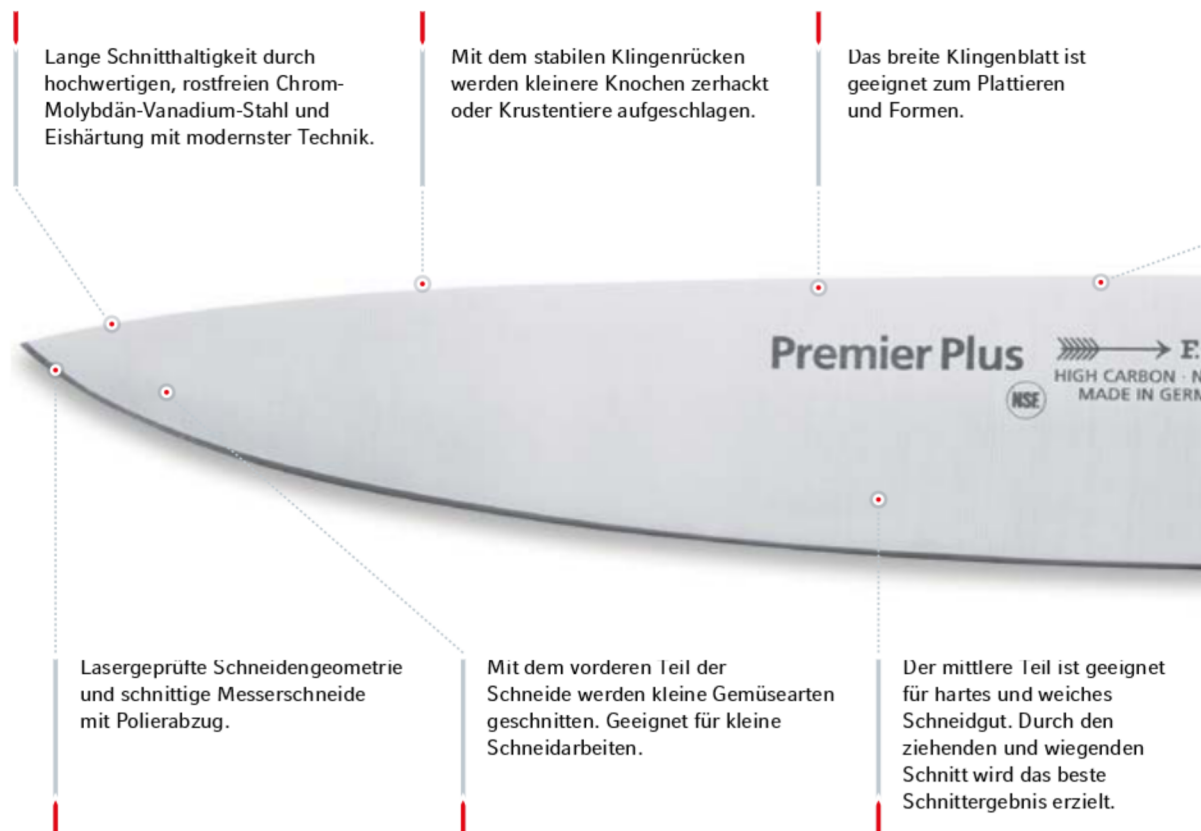 Lange Schnitthaltigkeit durch
hochwertigen, rostfreien Chrom-
Molybdän-Vanadium-Stahl und
Eishärtung mit modernster Technik.
Mit dem stabilen Klingenrücken
werden kleinere Knochen zerhackt
oder Krustentiere aufgeschlagen.
Das breite Klingenblatt ist
geeignet zum Plattieren
und Formen.
Premier Plus
F.
HIGH CARBON · N
MADE IN GERM
NSF
Lasergeprüfte Schneidengeometrie
und schnittige Messerschneide
mit Polierabzug.
Mit dem vorderen Teil der
Schneide werden kleine Gemüsearten
geschnitten. Geeignet für kleine
Schneidarbeiten.
Der mittlere Teil ist geeignet
für hartes und weiches
Schneidgut. Durch den
ziehenden und wiegenden
Schnitt wird das beste
Schnittergebnis erzielt.